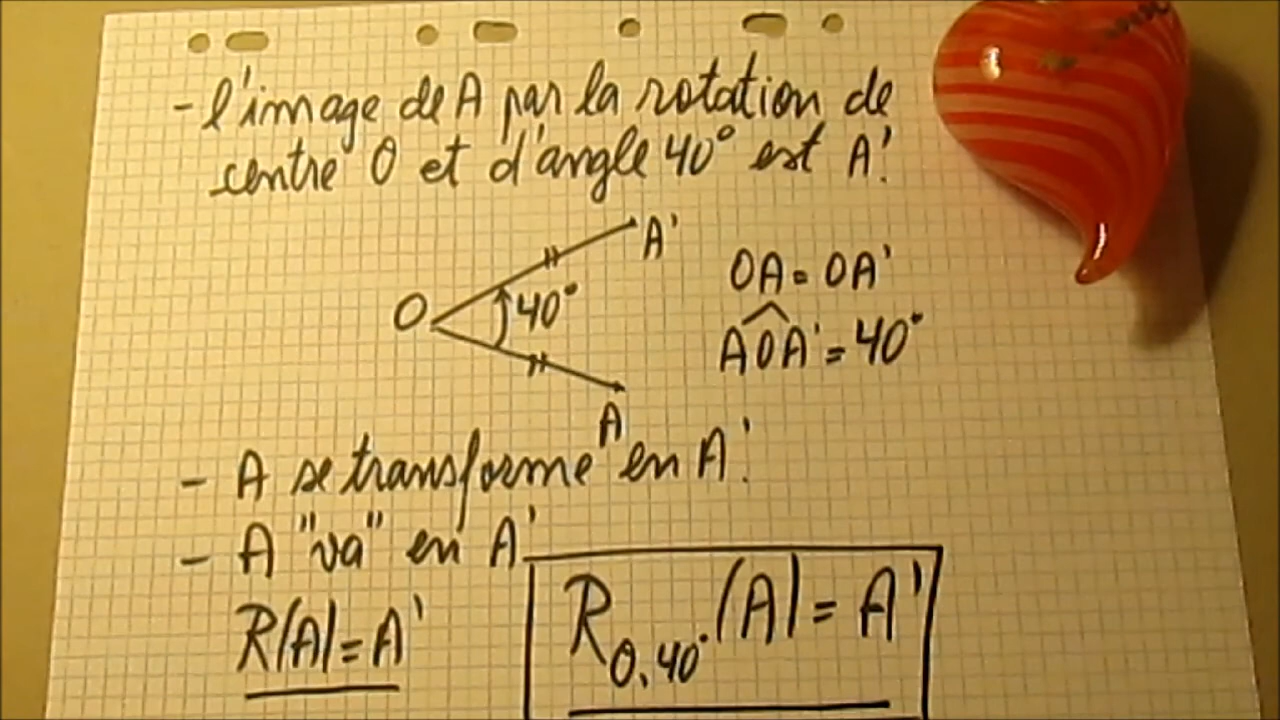 - l'image de A par la rotation de
centre O et d'angle 40° est A'.
A'
OA = OA'
O
40°
AOA' = 40°
A
- A se transforme en A'.
- A "va" en A'
R(A) = A'
R O, 40° (A) = A'